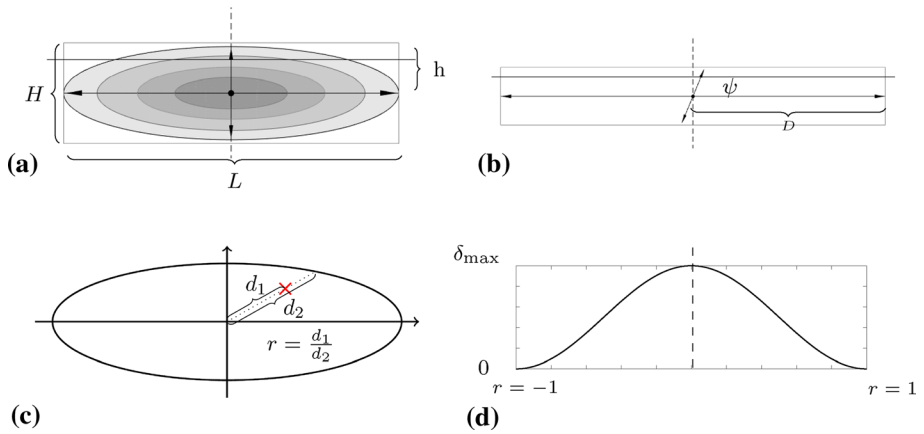 H
h
L
(a)
ψ
D
(b)
d₁
d₂
r = d₁/d₂
(c)
δmax
0
r = −1
r = 1
(d)